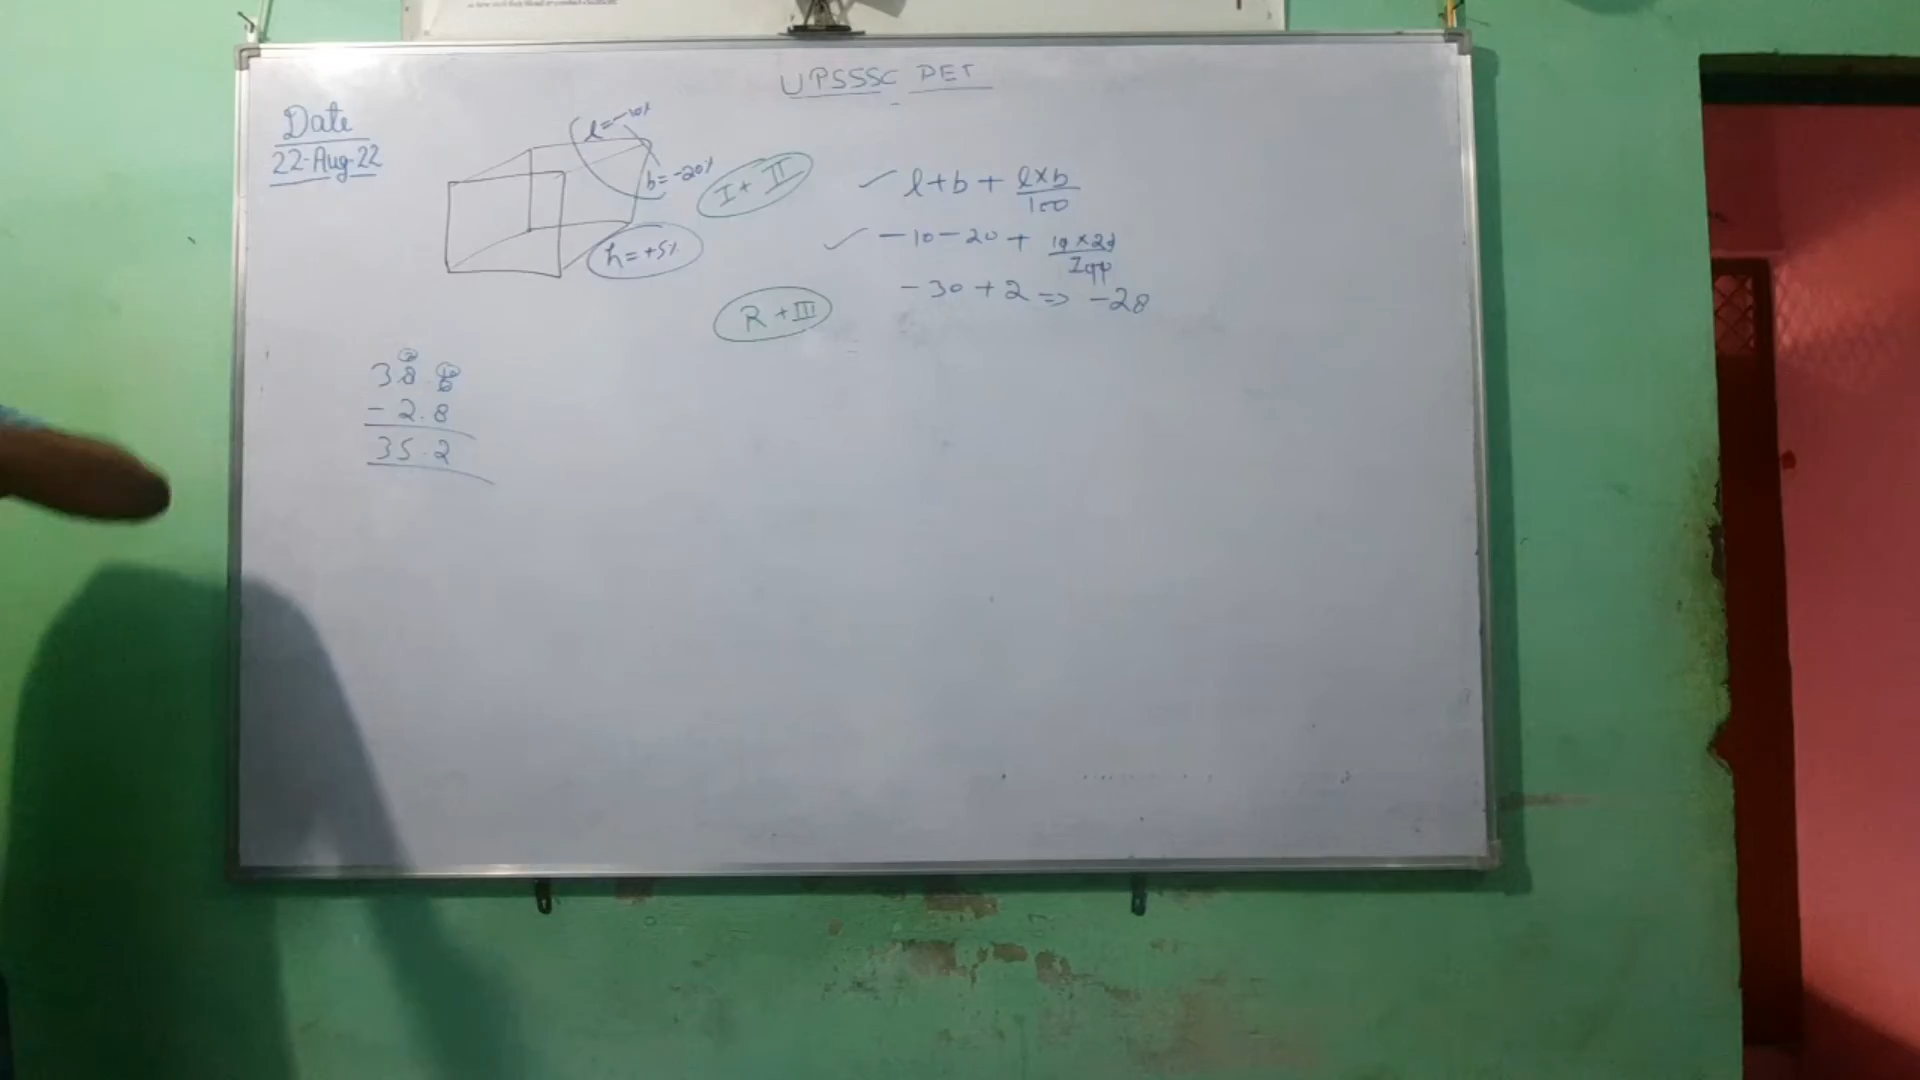 UPSSSC PET
Date
22-Aug-22
l=-10%
b=-20%
h=+5%
I+II
R+III
l+b+ l×b/100
-10-20+ 10×20/100
-30+2 => -28
38.0
-2.8
35.2